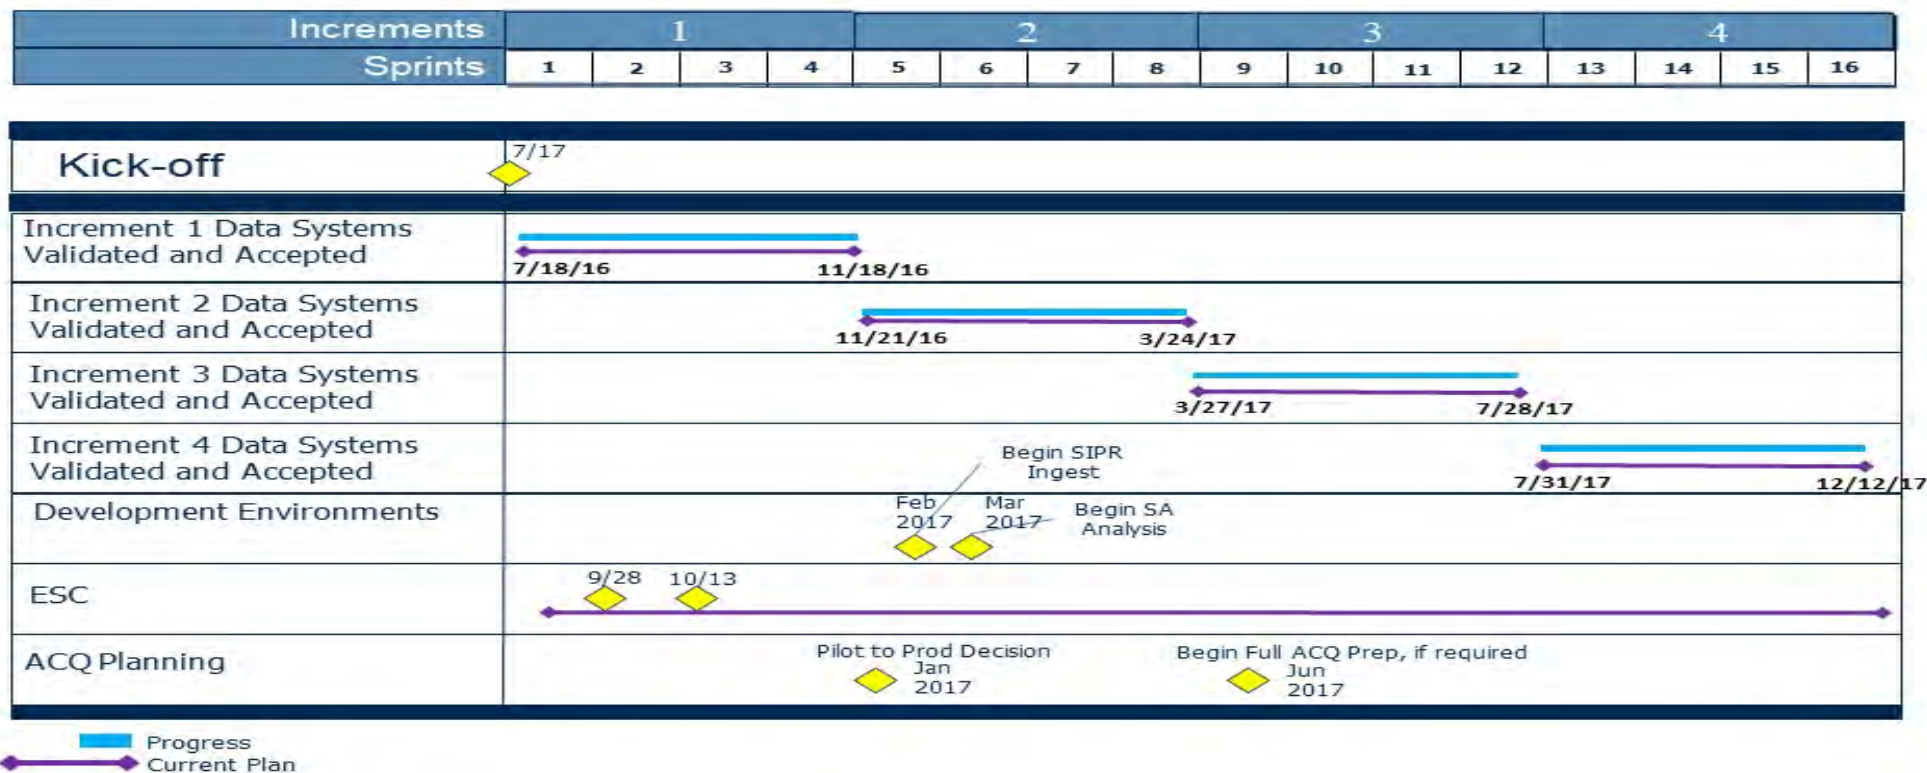 Increments 1 2 3 4
Sprints 1 2 3 4 5 6 7 8 9 10 11 12 13 14 15 16
Kick-off
7/17
Increment 1 Data Systems
Validated and Accepted
7/18/16 11/18/16
Increment 2 Data Systems
Validated and Accepted
11/21/16 3/24/17
Increment 3 Data Systems
Validated and Accepted
3/27/17 7/28/17
Increment 4 Data Systems
Validated and Accepted
7/31/17 12/12/17
Begin SIPR
Ingest
Development Environments
Feb
2017
Mar
2017
Begin SA
Analysis
ESC
9/28 10/13
ACQ Planning
Pilot to Prod Decision
Jan
2017
Begin Full ACQ Prep, if required
Jun
2017
Progress
Current Plan